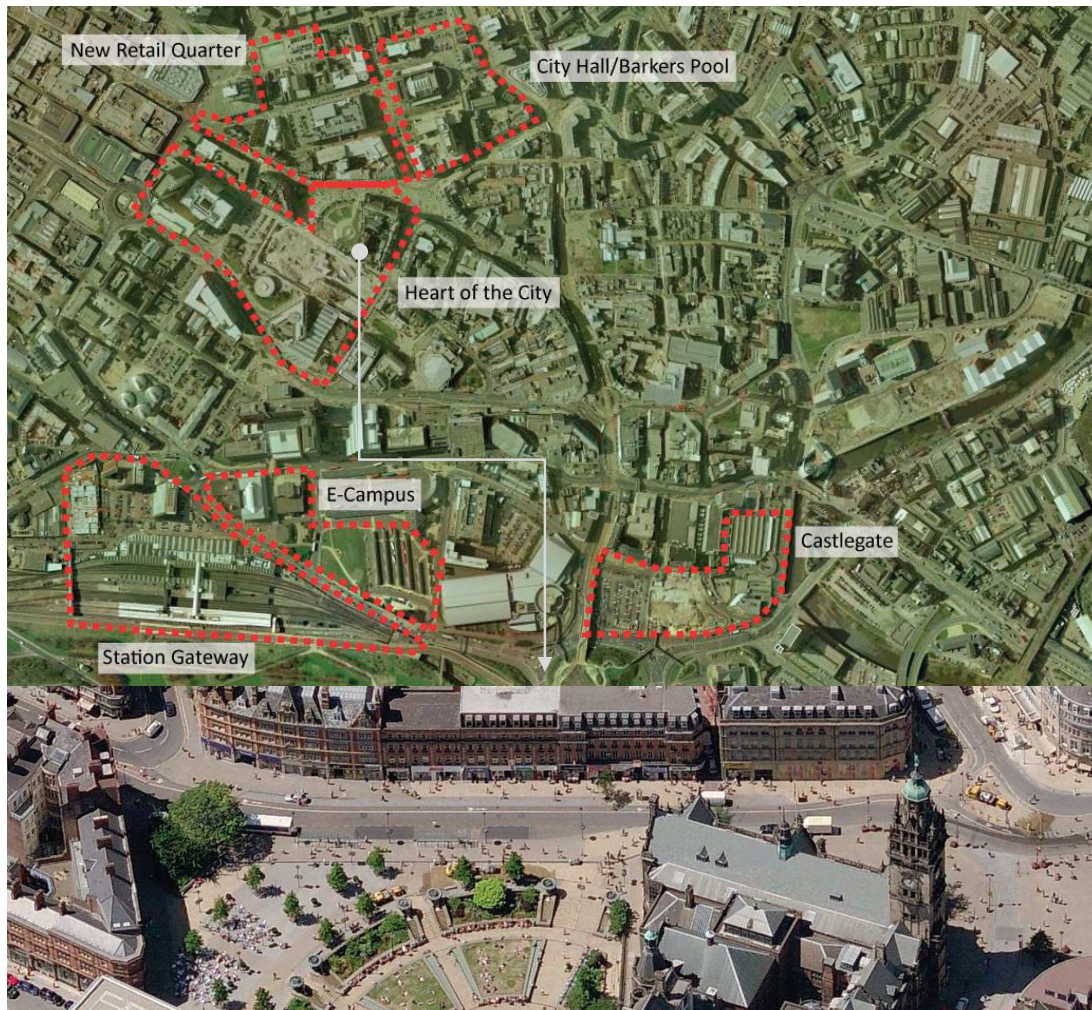 New Retail Quarter
City Hall/Barkers Pool
Heart of the City
E-Campus
Castlegate
Station Gateway